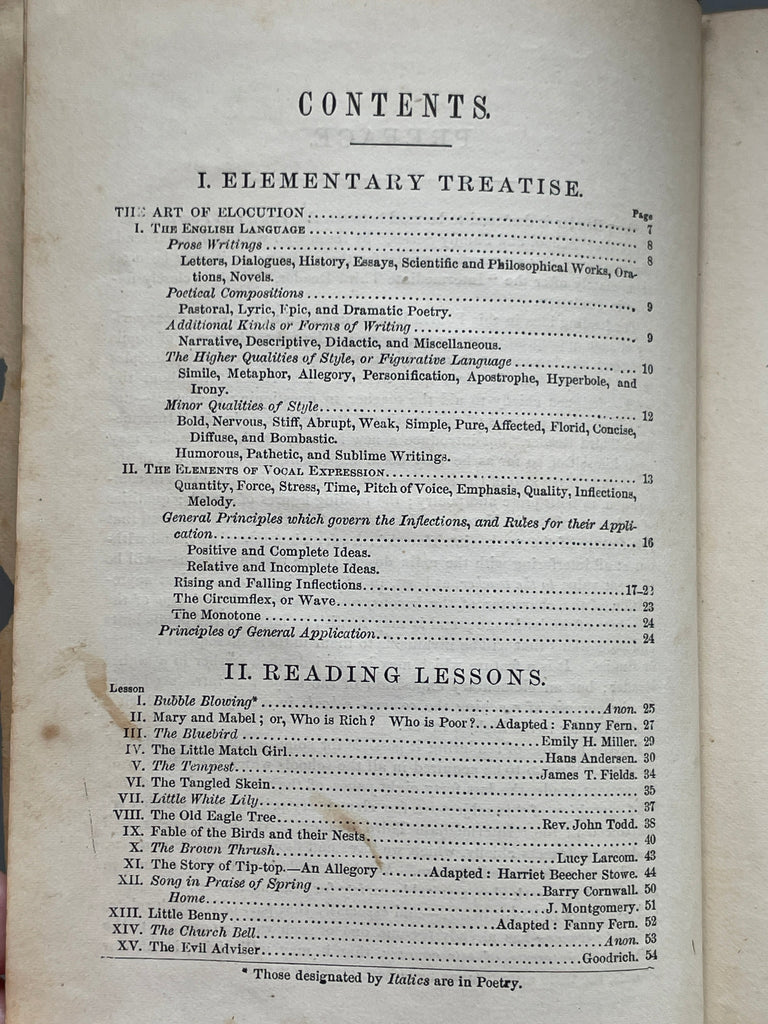 CONTENTS.
I. ELEMENTARY TREATISE.
Page
THE ART OF ELOCUTION 7
I. THE ENGLISH LANGUAGE 8
Prose Writings 8
Letters, Dialogues, History, Essays, Scientific and Philosophical Works, Ora-
tions, Novels.
Poetical Compositions 9
Pastoral, Lyric, Epic, and Dramatic Poetry.
Additional Kinds or Forms of Writing 9
Narrative, Descriptive, Didactic, and Miscellaneous.
The Higher Qualities of Style, or Figurative Language 10
Simile, Metaphor, Allegory, Personification, Apostrophe, Hyperbole, and
Irony.
Minor Qualities of Style 12
Bold, Nervous, Stiff, Abrupt, Weak, Simple, Pure, Affected, Florid, Concise,
Diffuse, and Bombastic.
Humorous, Pathetic, and Sublime Writings.
II. THE ELEMENTS OF VOCAL EXPRESSION 13
Quantity, Force, Stress, Time, Pitch of Voice, Emphasis, Quality, Inflections,
Melody.
General Principles which govern the Inflections, and Rules for their Appli-
cation 16
Positive and Complete Ideas.
Relative and Incomplete Ideas.
Rising and Falling Inflections 17-23
The Circumflex, or Wave 23
The Monotone 24
Principles of General Application 24
II. READING LESSONS.
Lesson
I. Bubble Blowing* Anon. 25
II. Mary and Mabel; or, Who is Rich? Who is Poor? Adapted: Fanny Fern. 27
III. The Bluebird Emily H. Miller. 29
IV. The Little Match Girl Hans Andersen. 30
V. The Tempest James T. Fields. 34
VI. The Tangled Skein 35
VII. Little White Lily 37
VIII. The Old Eagle Tree Rev. John Todd. 38
IX. Fable of the Birds and their Nests 40
X. The Brown Thrush Lucy Larcom. 43
XI. The Story of Tip-top.—An Allegory Adapted: Harriet Beecher Stowe. 44
XII. Song in Praise of Spring Barry Cornwall. 50
Home J. Montgomery. 51
XIII. Little Benny Adapted: Fanny Fern. 52
XIV. The Church Bell Anon. 53
XV. The Evil Adviser Goodrich. 54
* Those designated by Italics are in Poetry.